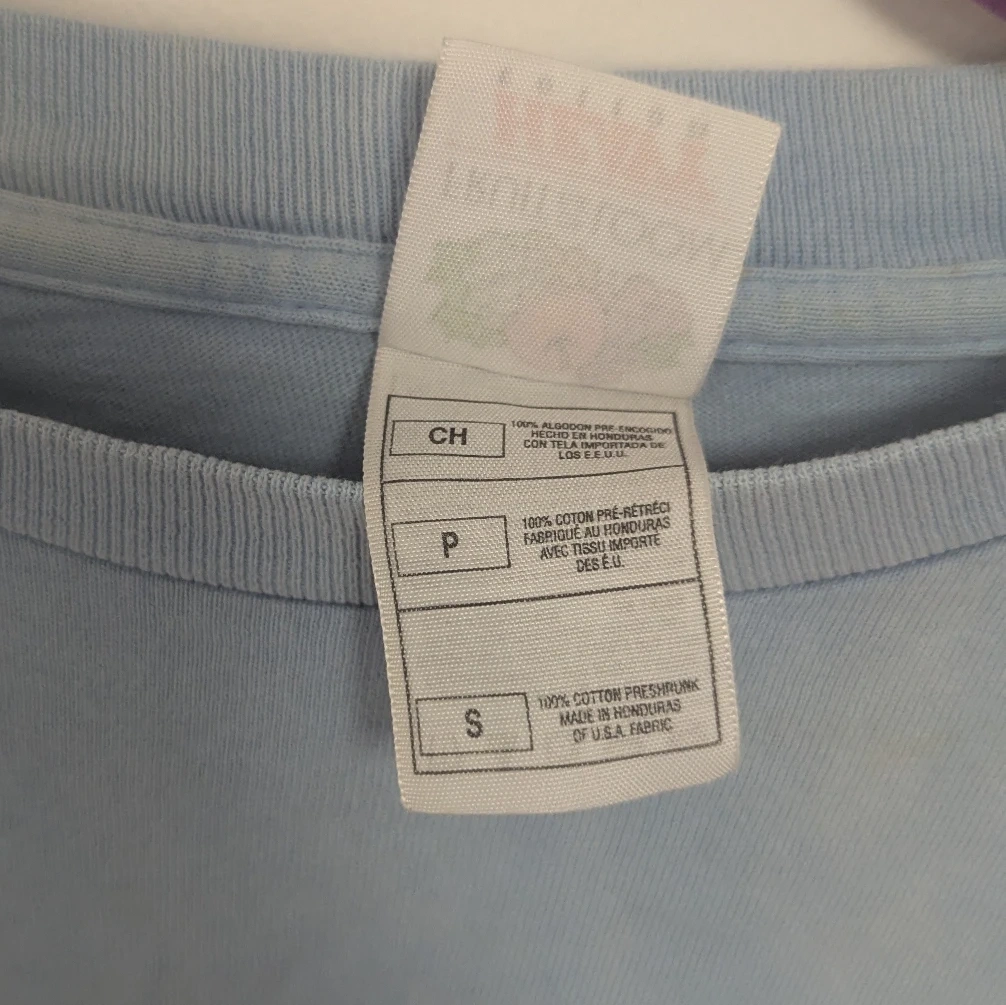 CH
100% ALGODON PRE-ENCOGIDO
HECHO EN HONDURAS
CON TELA IMPORTADA DE
LOS E.E.U.U.
P
100% COTON PRÉ-RÉTRÉCI
FABRIQUÉ AU HONDURAS
AVEC TISSU IMPORTE
DES É.U.
S
100% COTTON PRESHRUNK
MADE IN HONDURAS
OF U.S.A. FABRIC